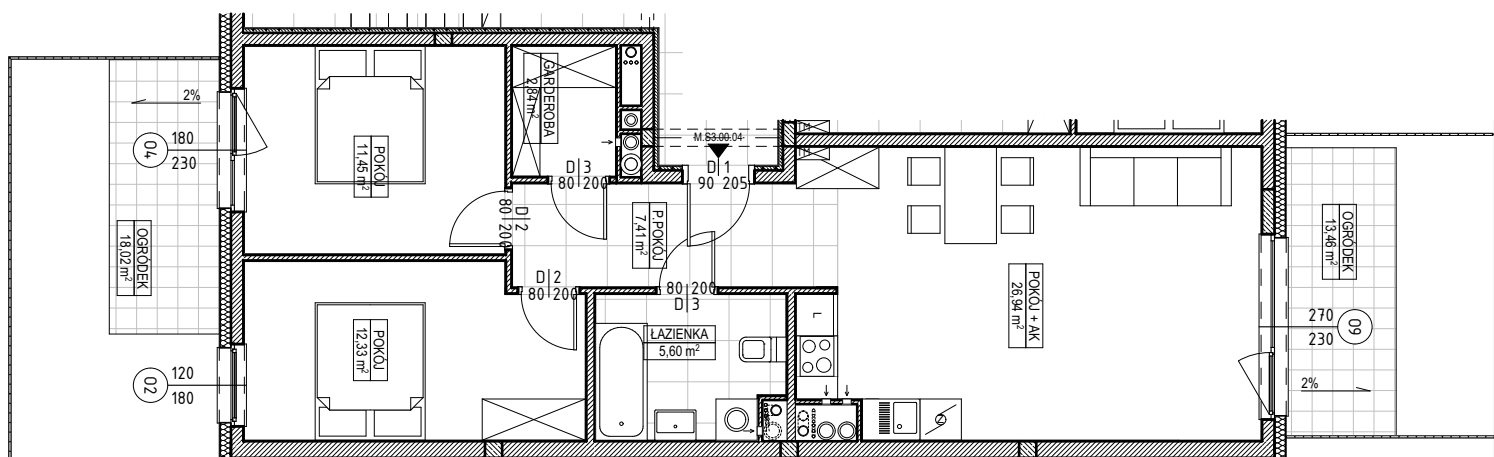 2%
04
180
230
OGRÓDEK
18,02 m²
02
120
180
POKÓJ
11,45 m²
POKÓJ
12,33 m²
GARDEROBA
2,84 m²
D 3
80 200
D 2
80 200
D 2
80 200
M.S3.00.04
D 1
90 205
P.POKÓJ
7,41 m²
80 200
D 3
ŁAZIENKA
5,60 m²
L
Z
POKÓJ + AK
26,94 m²
OGRÓDEK
13,46 m²
270
230
09
2%